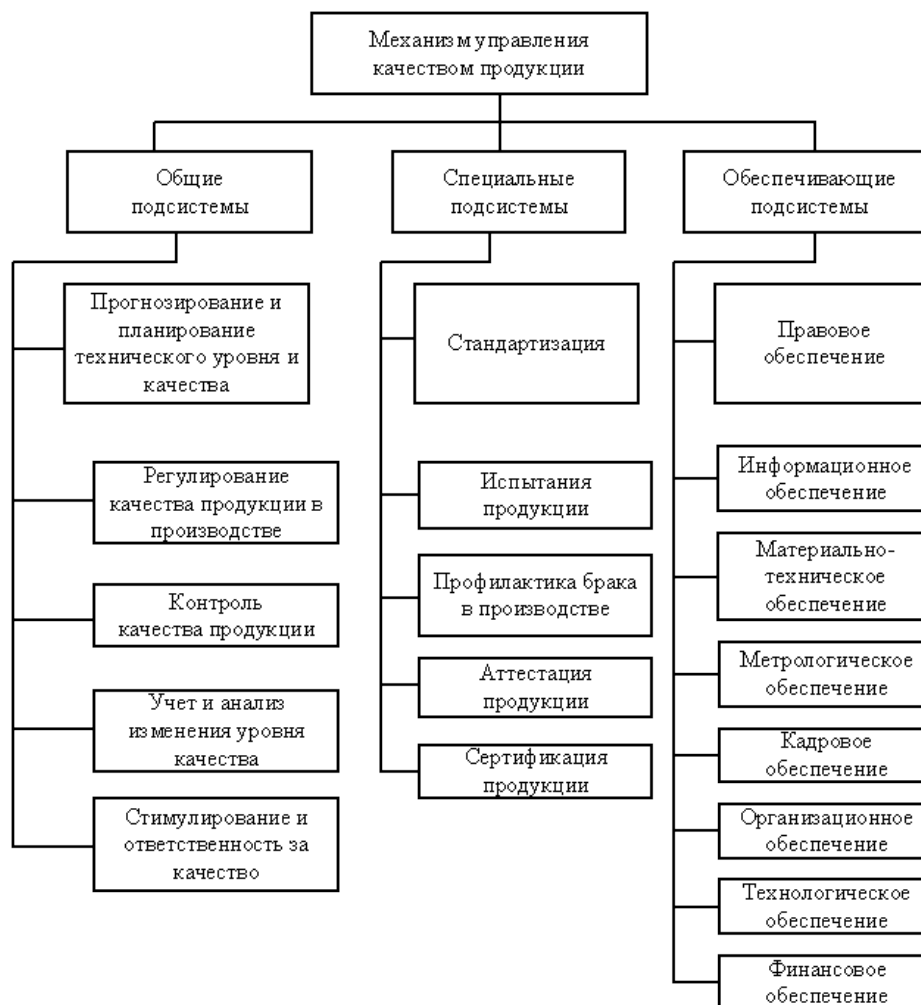 Механизм управления
качеством продукции
Общие
подсистемы
Специальные
подсистемы
Обеспечивающие
подсистемы
Прогнозирование и
планирование
технического уровня и
качества
Регулирование
качества продукции в
производстве
Контроль
качества продукции
Учет и анализ
изменения уровня
качества
Стимулирование и
ответственность за
качество
Стандартизация
Испытания
продукции
Профилактика брака
в производстве
Аттестация
продукции
Сертификация
продукции
Правовое
обеспечение
Информационное
обеспечение
Материально-
техническое
обеспечение
Метрологическое
обеспечение
Кадровое
обеспечение
Организационное
обеспечение
Технологическое
обеспечение
Финансовое
обеспечение